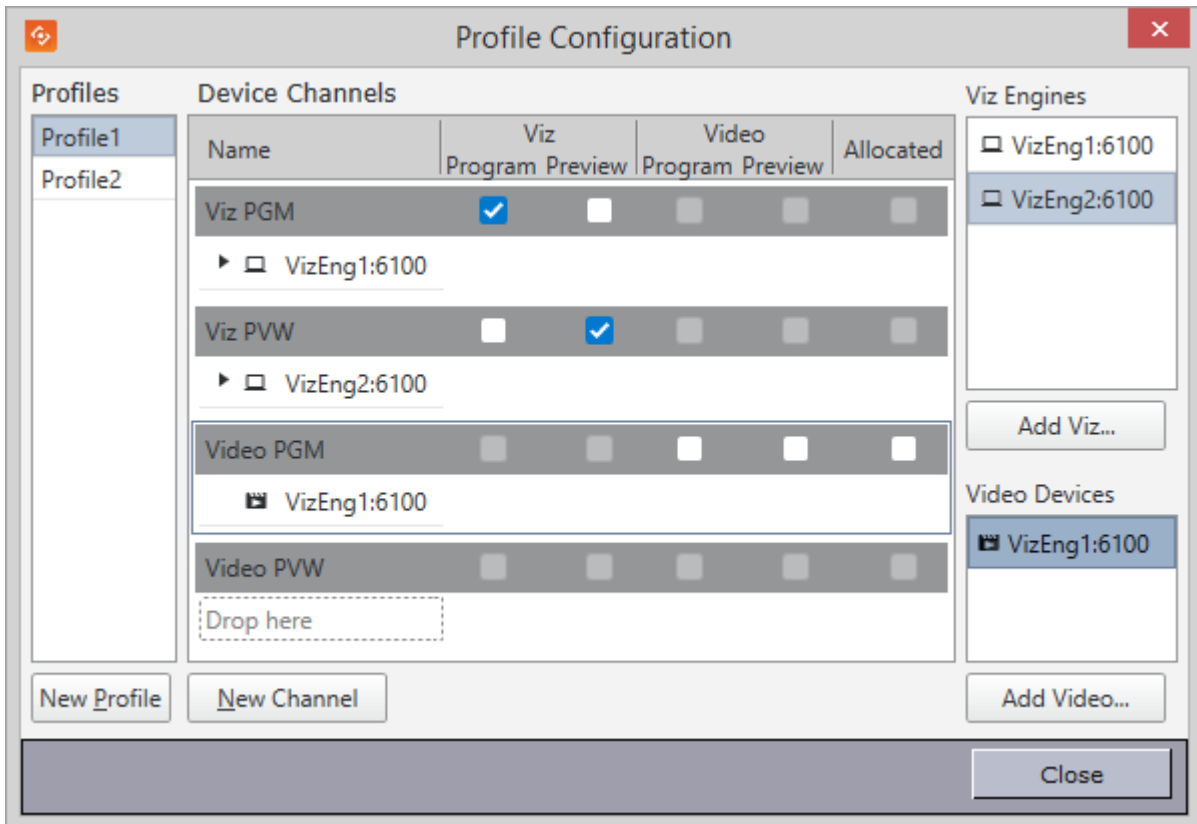 Profile Configuration
Profiles
Profile1
Profile2
New Profile
Device Channels
Name
Viz
Program Preview
Video
Program Preview
Allocated
Viz PGM
VizEng1:6100
Viz PVW
VizEng2:6100
Video PGM
VizEng1:6100
Video PVW
Drop here
New Channel
Viz Engines
VizEng1:6100
VizEng2:6100
Add Viz...
Video Devices
VizEng1:6100
Add Video...
Close